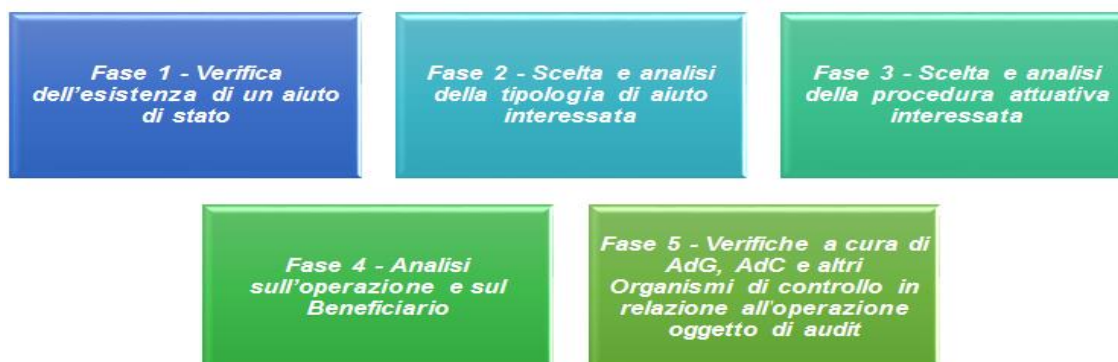 Fase 1 - Verifica
dell'esistenza di un aiuto
di stato
Fase 2 - Scelta e analisi
della tipologia di aiuto
interessata
Fase 3 - Scelta e analisi
della procedura attuativa
interessata
Fase 4 - Analisi
sull'operazione e sul
Beneficiario
Fase 5 - Verifiche a cura di
AdG, AdC e altri
Organismi di controllo in
relazione all'operazione
oggetto di audit